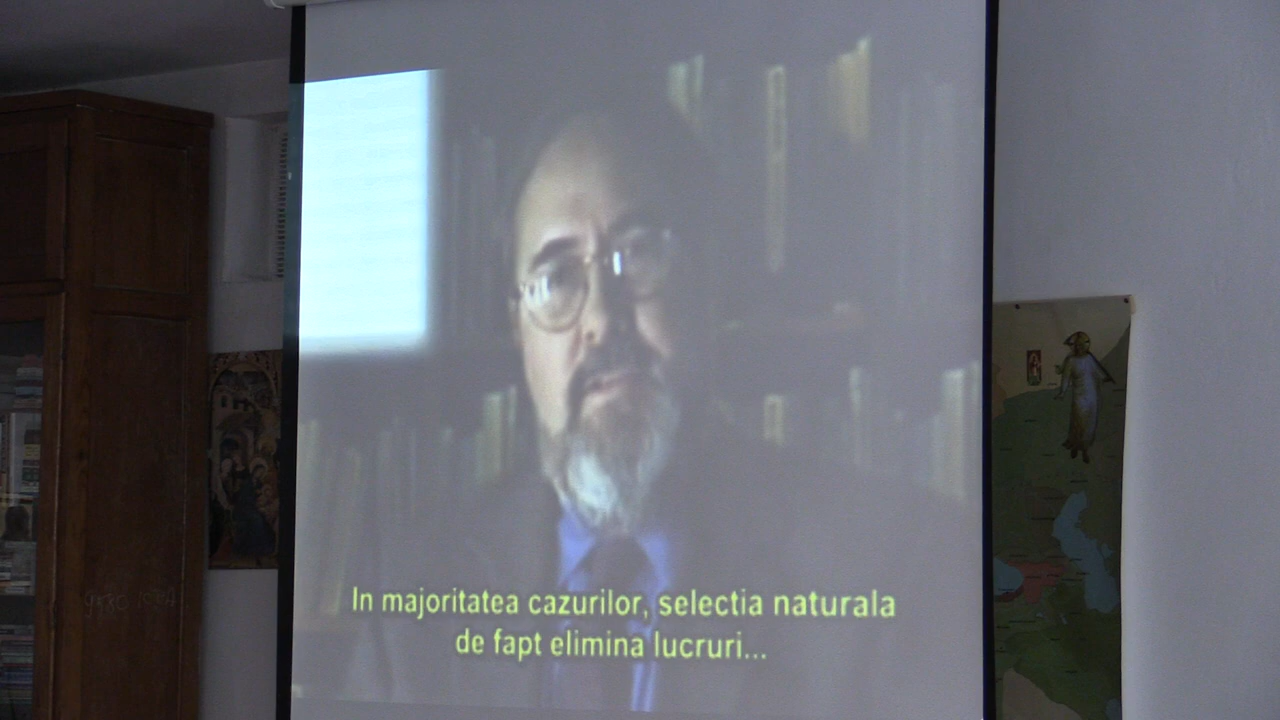 In majoritatea cazurilor, selectia naturala
de fapt elimina lucruri...